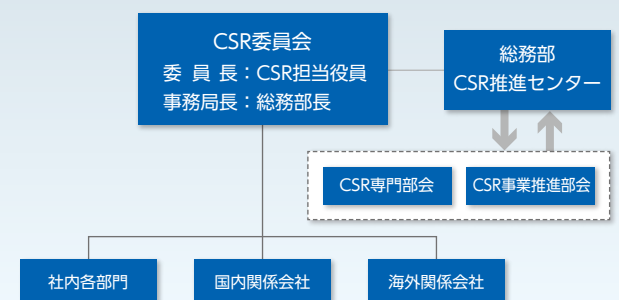 CSR委員会
委 員 長：CSR担当役員
事務局長：総務部長
総務部
CSR推進センター
CSR専門部会
CSR事業推進部会
社内各部門
国内関係会社
海外関係会社